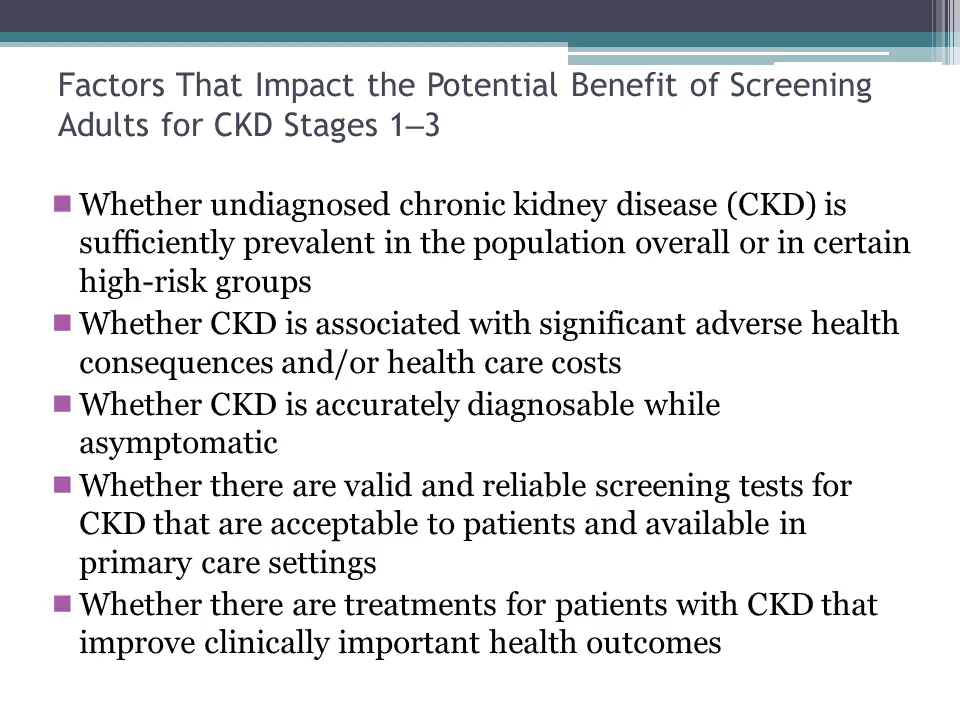 Factors That Impact the Potential Benefit of Screening
Adults for CKD Stages 1–3
Whether undiagnosed chronic kidney disease (CKD) is
sufficiently prevalent in the population overall or in certain
high-risk groups
Whether CKD is associated with significant adverse health
consequences and/or health care costs
Whether CKD is accurately diagnosable while
asymptomatic
Whether there are valid and reliable screening tests for
CKD that are acceptable to patients and available in
primary care settings
Whether there are treatments for patients with CKD that
improve clinically important health outcomes